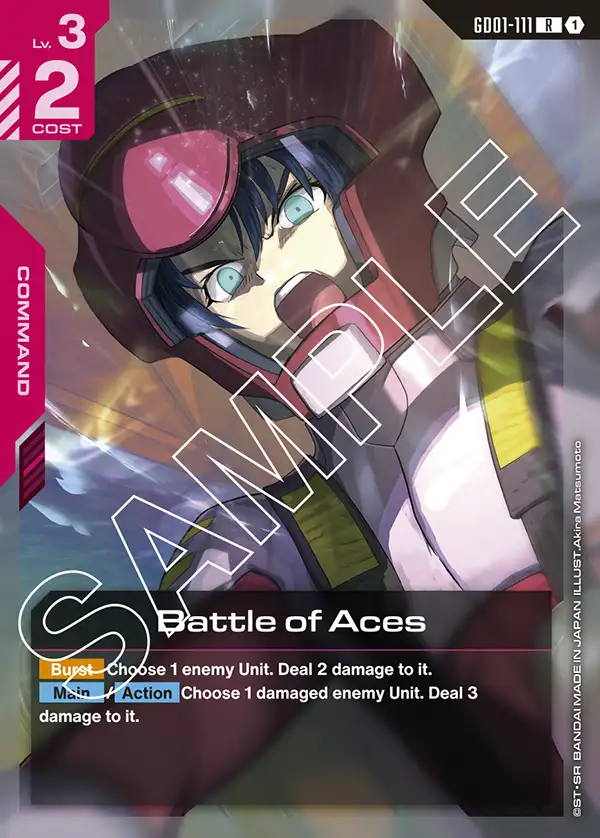 Lv. 3
2
COST
GD01-111 R 1
COMMAND
SAMPLE
Battle of Aces
Burst Choose 1 enemy Unit. Deal 2 damage to it.
Main / Action Choose 1 damaged enemy Unit. Deal 3
damage to it.
©ST・SR BANDAI MADE IN JAPAN ILLUST.Akira Matsumoto